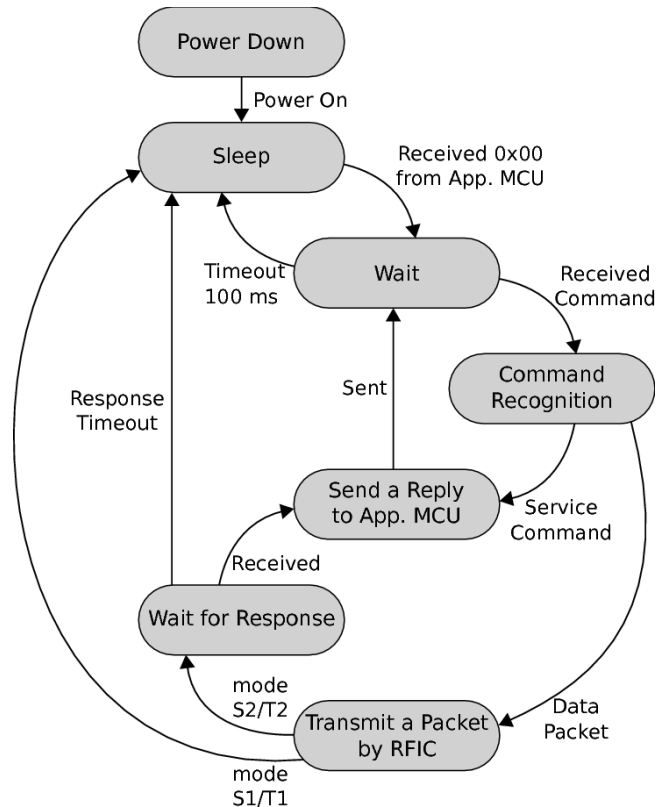 Power Down
Power On
Sleep
Received 0x00
from App. MCU
Timeout
100 ms
Wait
Received
Command
Response
Timeout
Sent
Command
Recognition
Send a Reply
to App. MCU
Service
Command
Received
Wait for Response
mode
S2/T2
Transmit a Packet
by RFIC
Data
Packet
mode
S1/T1